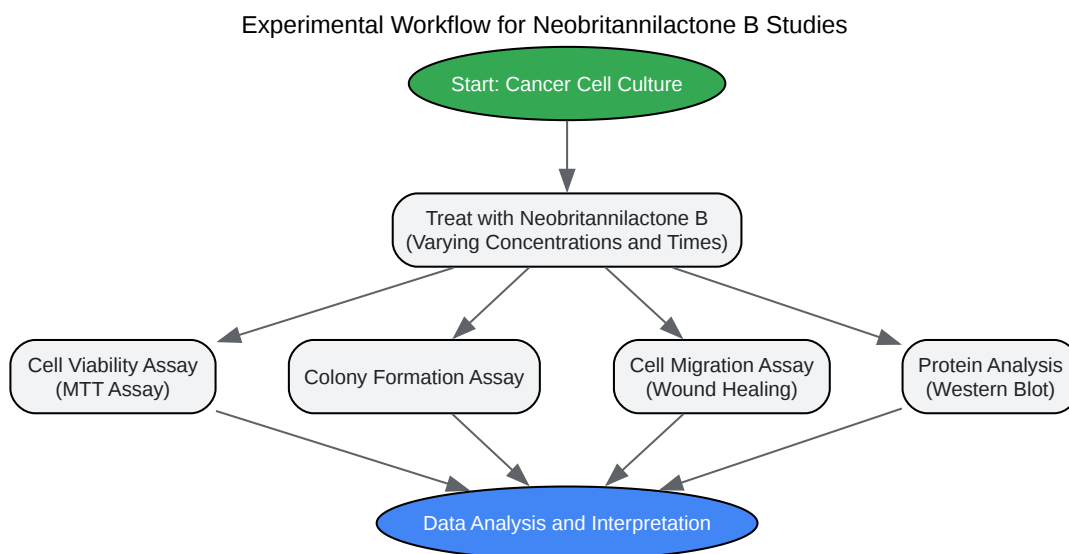 Experimental Workflow for Neobritannilactone B Studies
Start: Cancer Cell Culture
Treat with Neobritannilactone B
(Varying Concentrations and Times)
Cell Viability Assay
(MTT Assay)
Colony Formation Assay
Cell Migration Assay
(Wound Healing)
Protein Analysis
(Western Blot)
Data Analysis and Interpretation